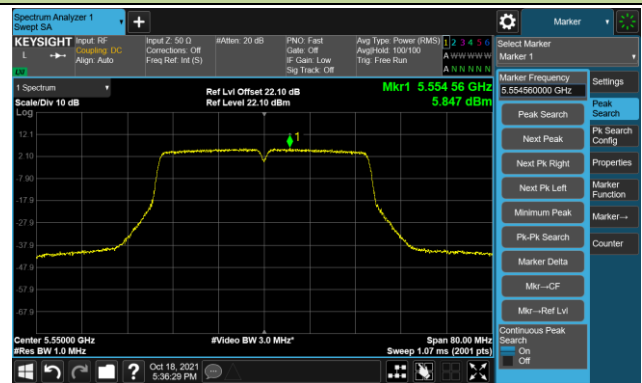 Spectrum Analyzer 1
Swept SA
+
Marker
KEYSIGHT
L
LW
Input: RF
Coupling: DC
Align: Auto
Input Z: 50 Ω
Corrections: Off
Freq Ref: Int (S)
#Atten: 20 dB
PNO: Fast
Gate: Off
IF Gain: Low
Sig Track: Off
Avg Type: Power (RMS)
Avg|Hold: 100/100
Trig: Free Run
1 2 3 4 5 6
A W W W W W
A N N N N N
Select Marker
Marker 1
1 Spectrum
Scale/Div 10 dB
Log
Ref Lvl Offset 22.10 dB
Ref Level 22.10 dBm
Mkr1 5.554 56 GHz
5.847 dBm
1
12.1
2.10
-7.90
-17.9
-27.9
-37.9
-47.9
-57.9
-67.9
Center 5.55000 GHz
#Res BW 1.0 MHz
#Video BW 3.0 MHz*
Span 80.00 MHz
Sweep 1.07 ms (2001 pts)
Marker Frequency
5.554560000 GHz
Peak Search
Next Peak
Next Pk Right
Next Pk Left
Minimum Peak
Pk-Pk Search
Marker Delta
Mkr→CF
Mkr→Ref Lvl
Continuous Peak
Search
On
Off
Settings
Peak
Search
Pk Search
Config
Properties
Marker
Function
Marker→
Counter
?
Oct 18, 2021
5:36:29 PM